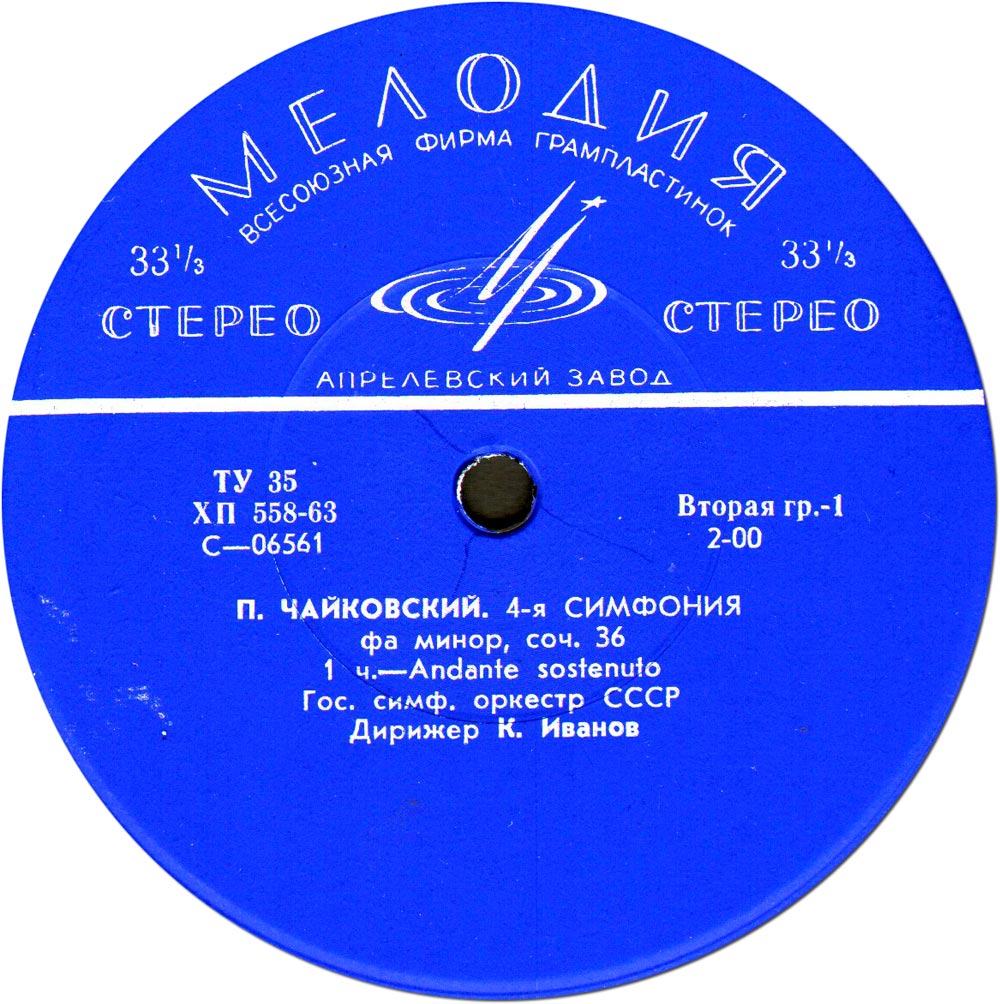 МЕЛОДИЯ
ВСЕСОЮЗНАЯ ФИРМА ГРАМПЛАСТИНОК
33⅓
33⅓
СТЕРЕО
СТЕРЕО
АПРЕЛЕВСКИЙ ЗАВОД
ТУ 35
ХП 558-63
С—06561
Вторая гр.-1
2-00
П. ЧАЙКОВСКИЙ. 4-я СИМФОНИЯ
фа минор, соч. 36
1 ч.—Andante sostenuto
Гос. симф. оркестр СССР
Дирижер К. Иванов